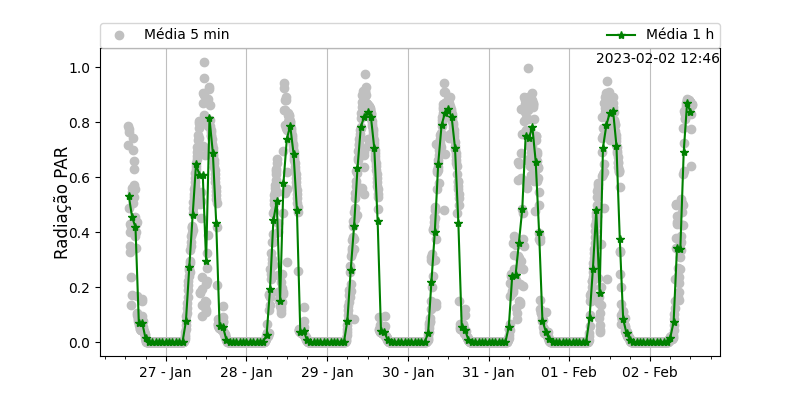 Média 5 min
Média 1 h
2023-02-02 12:46
Radiação PAR
1.0
0.8
0.6
0.4
0.2
0.0
27 - Jan
28 - Jan
29 - Jan
30 - Jan
31 - Jan
01 - Feb
02 - Feb